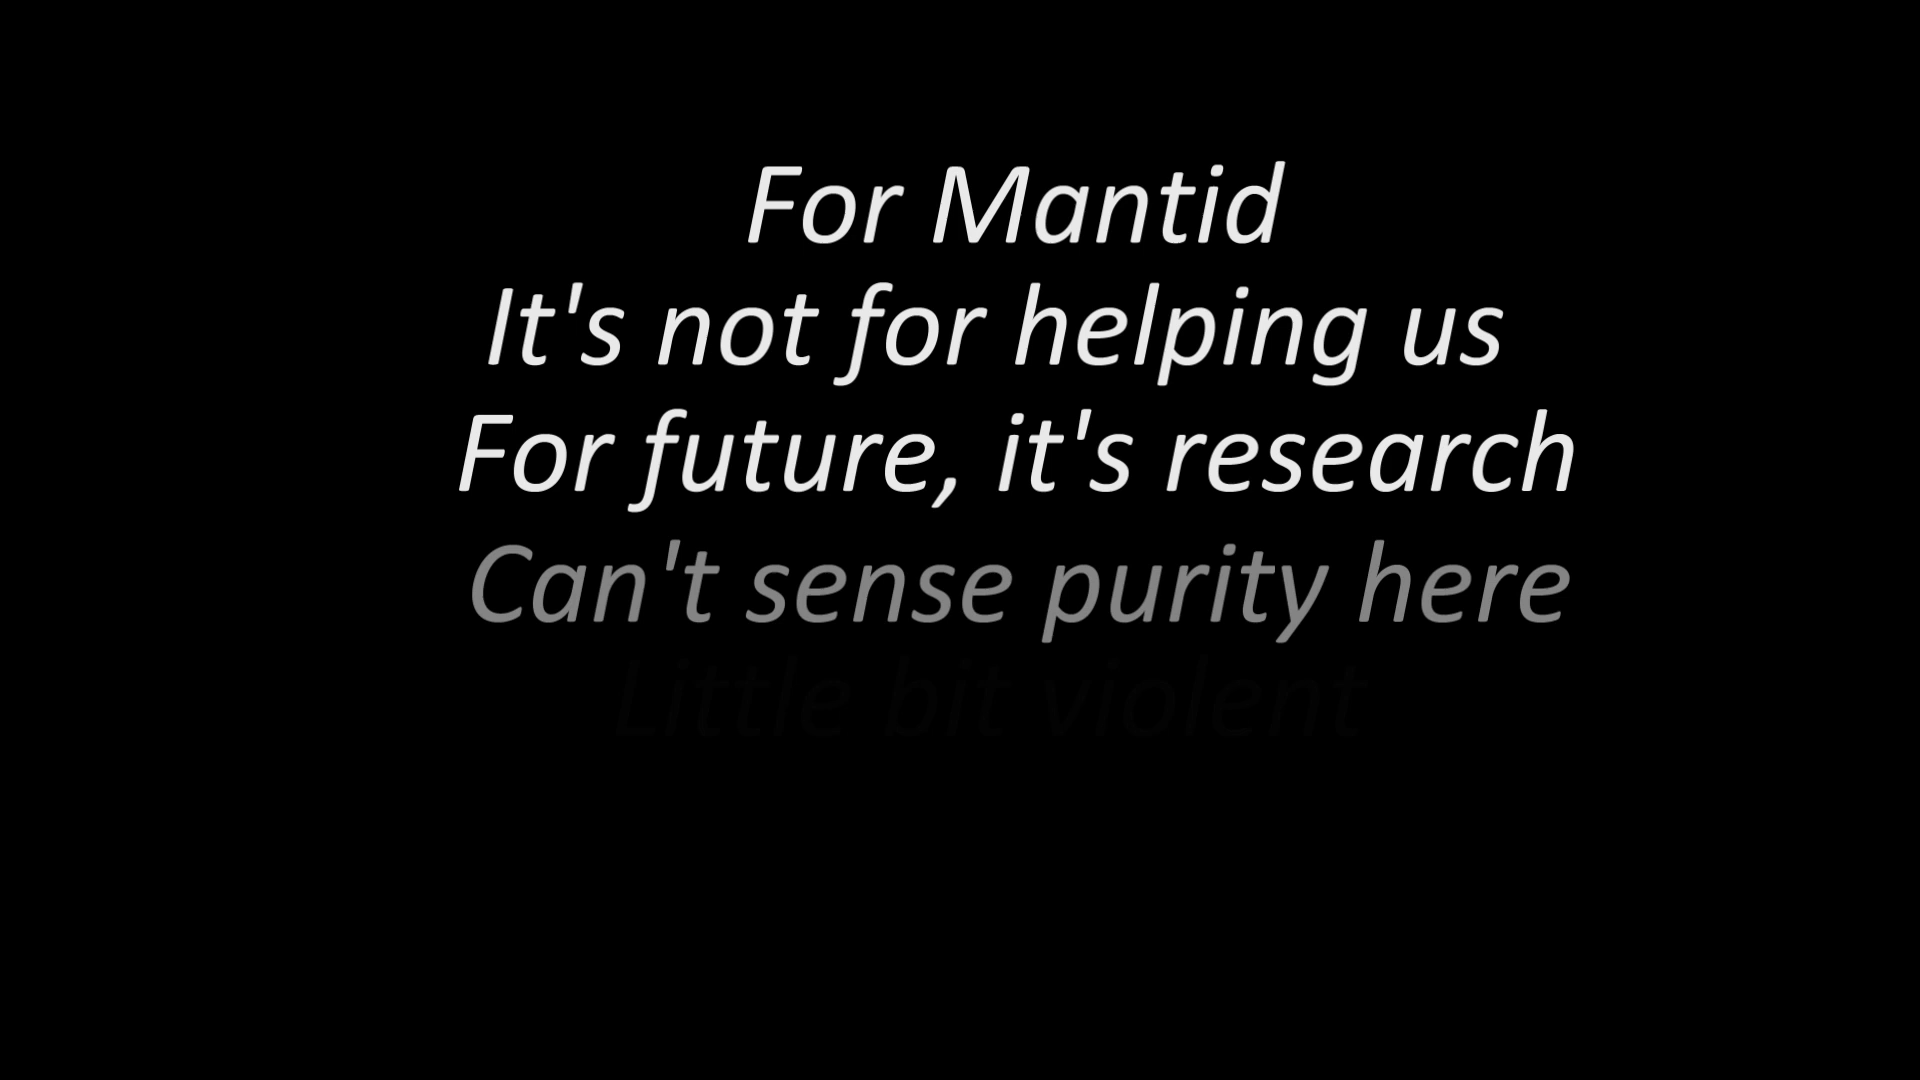 For Mantid
It's not for helping us
For future, it's research
Can't sense purity here
Little bit violent